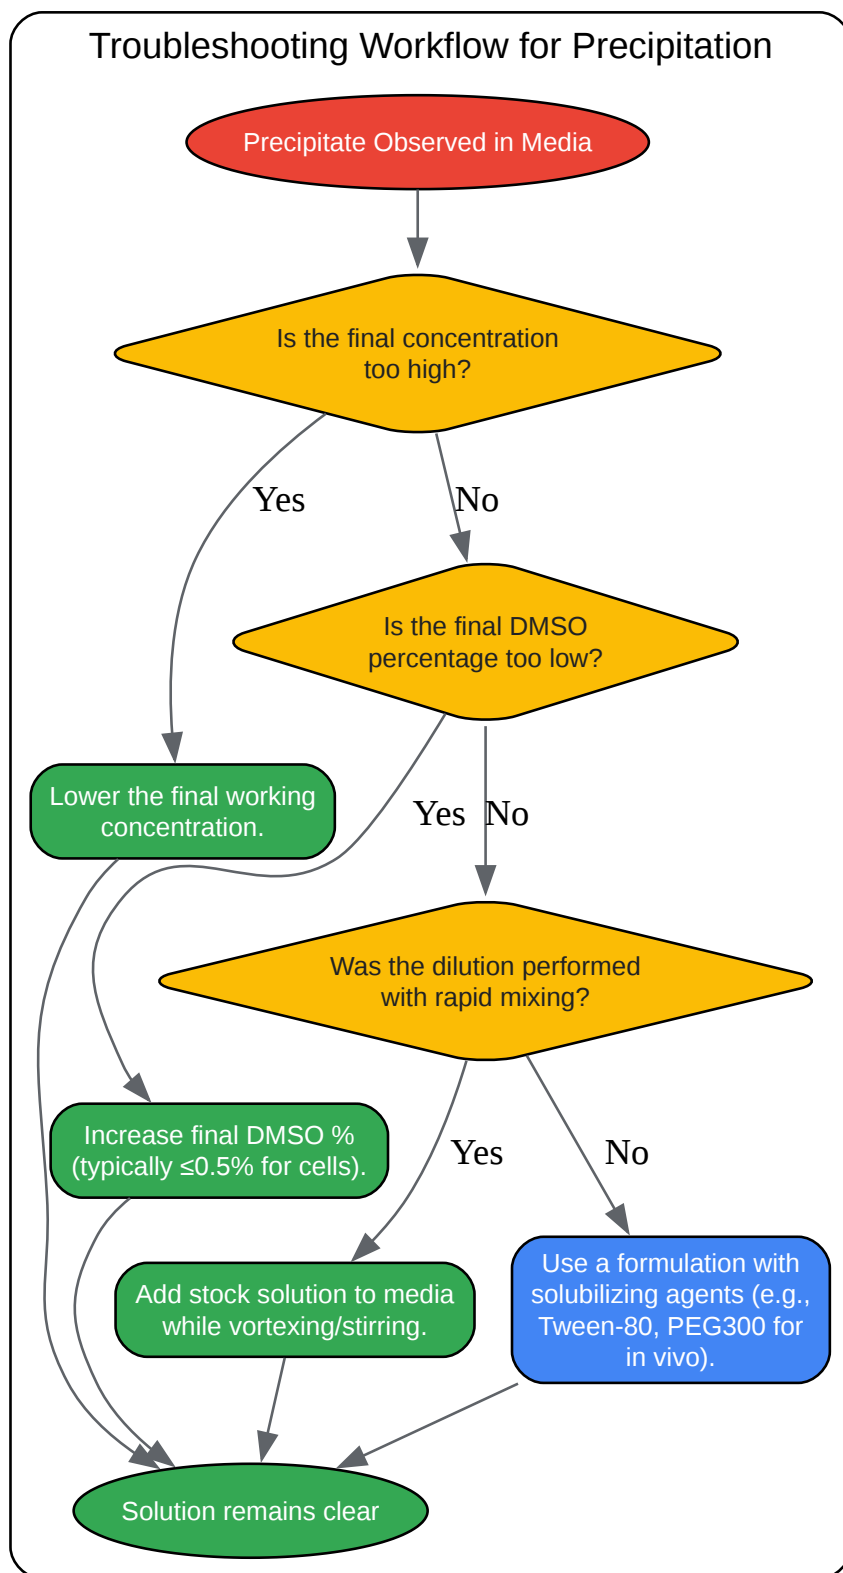 Troubleshooting Workflow for Precipitation
Precipitate Observed in Media
Is the final concentration
too high?
Yes
No
Is the final DMSO
percentage too low?
Lower the final working
concentration.
Yes
No
Was the dilution performed
with rapid mixing?
Increase final DMSO %
(typically ≤0.5% for cells).
Yes
No
Add stock solution to media
while vortexing/stirring.
Use a formulation with
solubilizing agents (e.g.,
Tween-80, PEG300 for
in vivo).
Solution remains clear